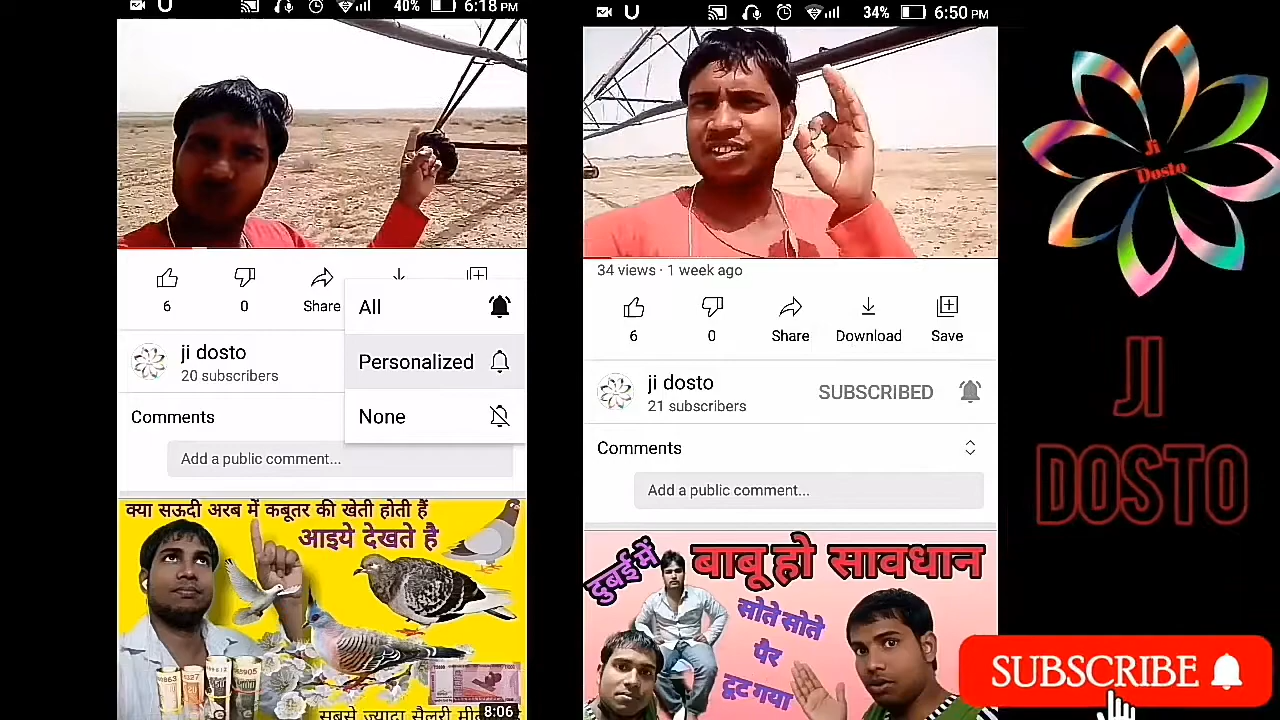 40% 6:18 PM
6
0
Share
All
Personalized
None
ji dosto
20 subscribers
Comments
Add a public comment...
क्या सऊदी अरब में कबूतर की खेती होती हैं
आइये देखते है
8:06
34% 6:50 PM
34 views · 1 week ago
6
0
Share
Download
Save
ji dosto
21 subscribers
SUBSCRIBED
Comments
Add a public comment...
दुबई में
बाबू हो सावधान
सोते सोते
पैर
टूट गया
Ji
Dosto
JI
DOSTO
SUBSCRIBE